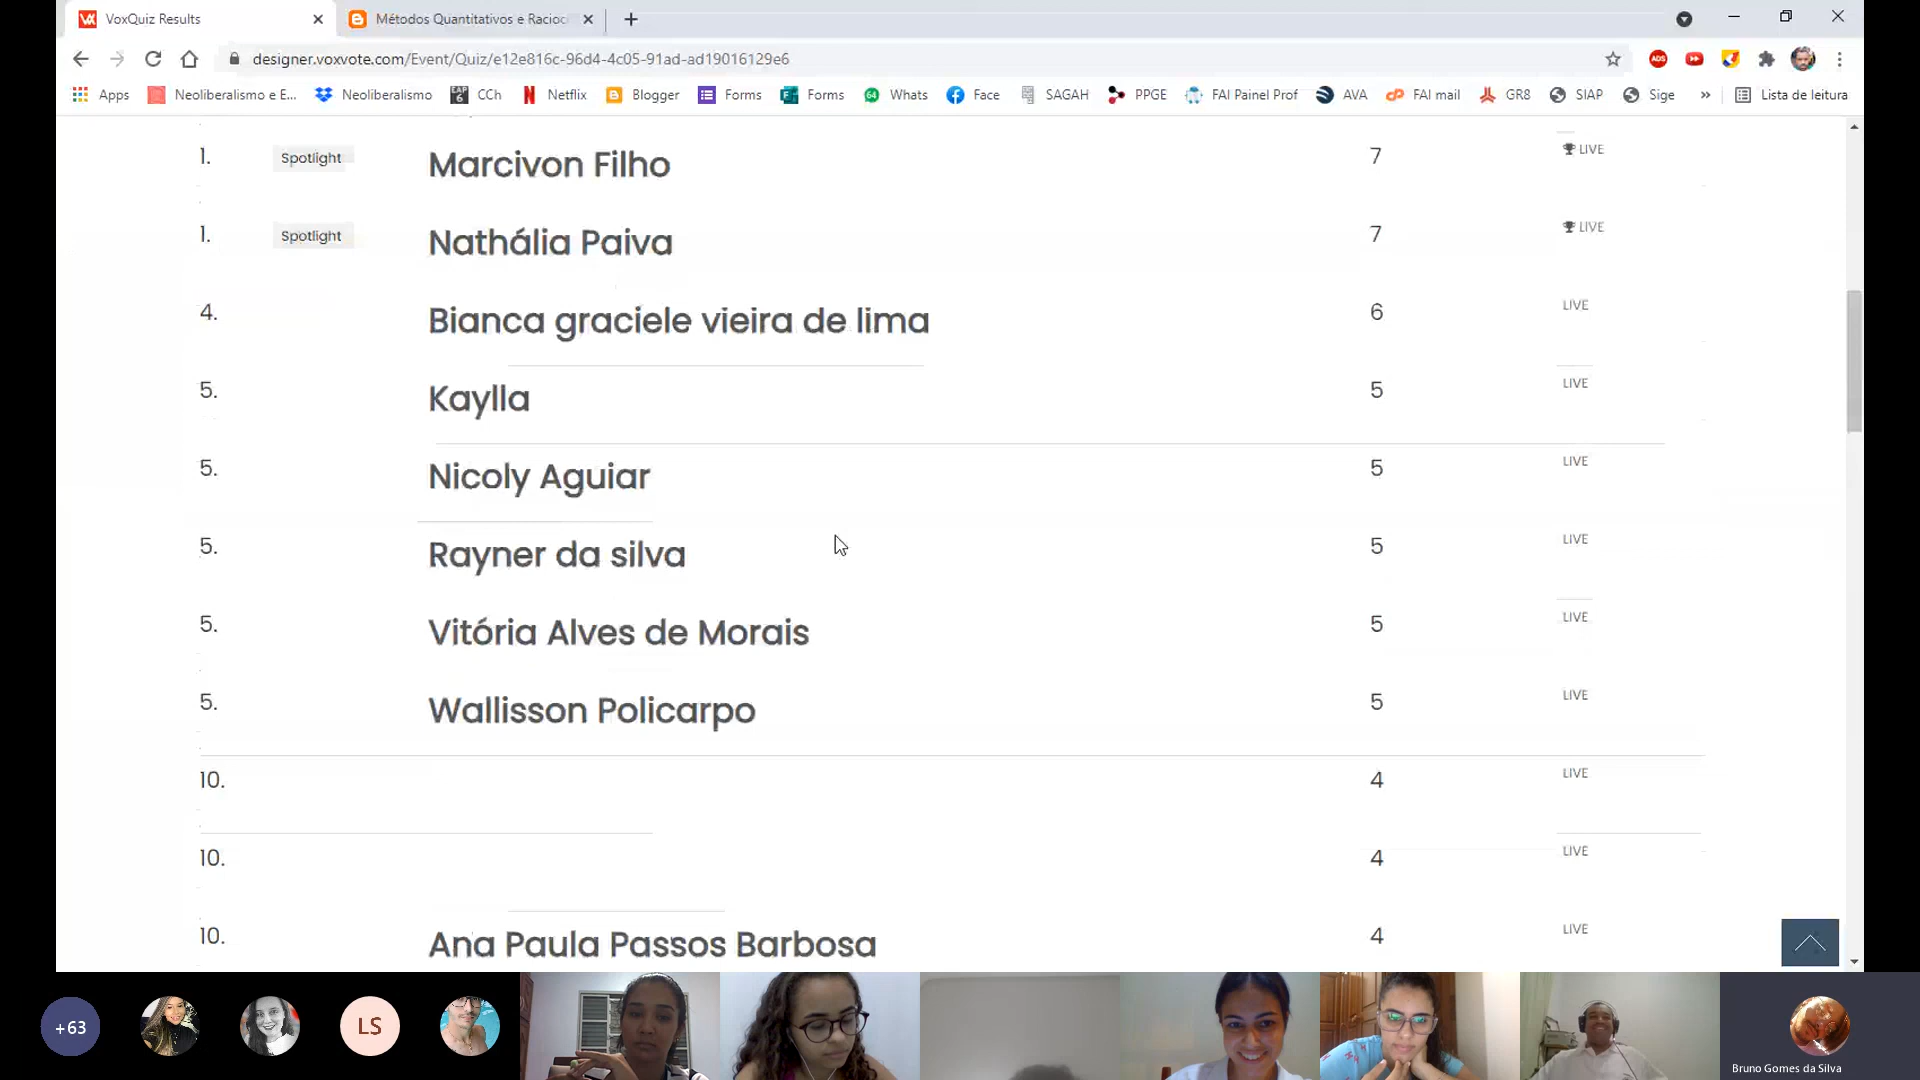 VoxQuiz Results
Métodos Quantitativos e Racioc
designer.voxvote.com/Event/Quiz/e12e816c-96d4-4c05-91ad-ad19016129e6
Apps Neoliberalismo e E... Neoliberalismo CCh Netflix Blogger Forms Forms Whats Face SAGAH PPGE FAI Painel Prof AVA FAI mail GR8 SIAP Sige » Lista de leitura
1. Spotlight Marcivon Filho 7 LIVE
1. Spotlight Nathália Paiva 7 LIVE
4. Bianca graciele vieira de lima 6 LIVE
5. Kaylla 5 LIVE
5. Nicoly Aguiar 5 LIVE
5. Rayner da silva 5 LIVE
5. Vitória Alves de Morais 5 LIVE
5. Wallisson Policarpo 5 LIVE
10. 4 LIVE
10. 4 LIVE
10. Ana Paula Passos Barbosa 4 LIVE
+63
LS
Bruno Gomes da Silva